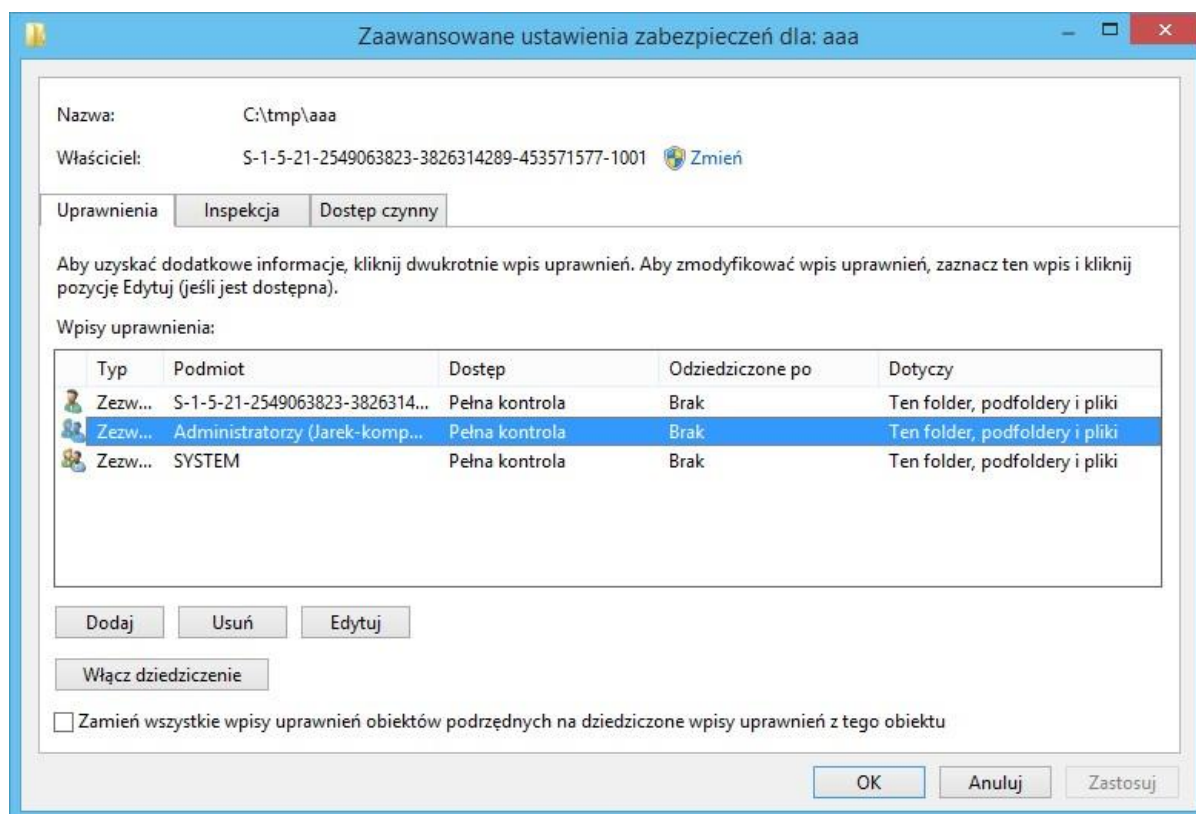 Zaawansowane ustawienia zabezpieczeń dla: aaa
Nazwa: C:\tmp\aaa
Właściciel: S-1-5-21-2549063823-3826314289-453571577-1001 Zmień
Uprawnienia Inspekcja Dostęp czynny
Aby uzyskać dodatkowe informacje, kliknij dwukrotnie wpis uprawnień. Aby zmodyfikować wpis uprawnień, zaznacz ten wpis i kliknij
pozycję Edytuj (jeśli jest dostępna).
Wpisy uprawnienia:
Typ Podmiot Dostęp Odziedziczone po Dotyczy
Zezw... S-1-5-21-2549063823-3826314... Pełna kontrola Brak Ten folder, podfoldery i pliki
Zezw... Administratorzy (Jarek-komp... Pełna kontrola Brak Ten folder, podfoldery i pliki
Zezw... SYSTEM Pełna kontrola Brak Ten folder, podfoldery i pliki
Dodaj Usuń Edytuj
Włącz dziedziczenie
Zamień wszystkie wpisy uprawnień obiektów podrzędnych na dziedziczone wpisy uprawnień z tego obiektu
OK Anuluj Zastosuj